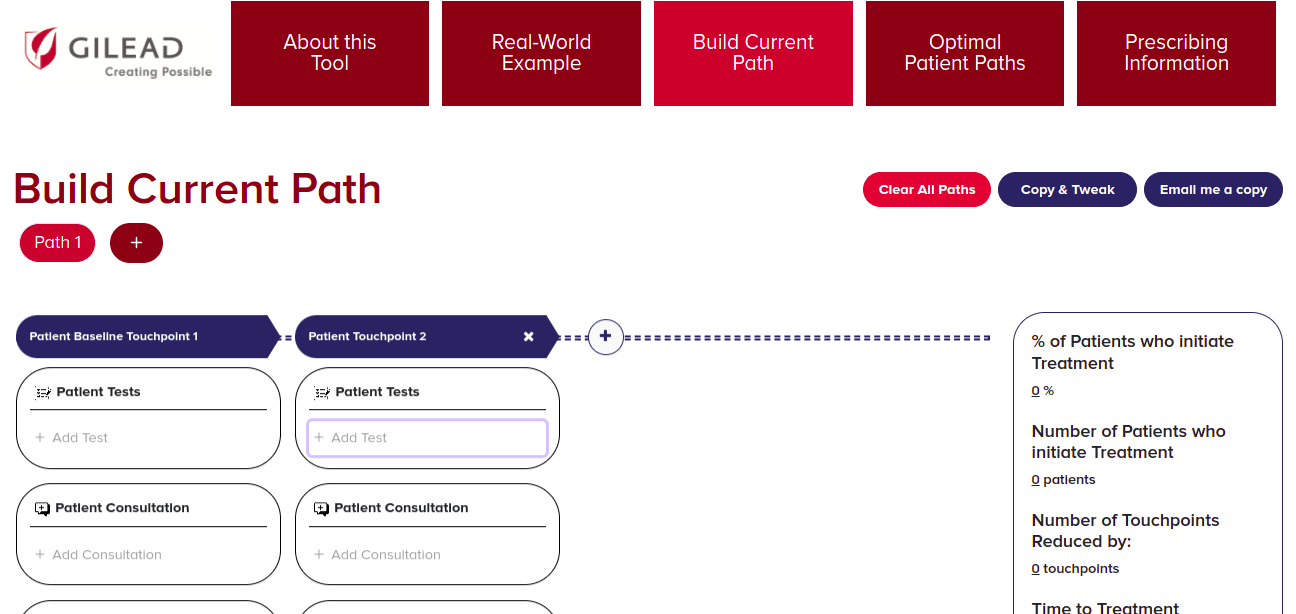 GILEAD
Creating Possible
About this
Tool
Real-World
Example
Build Current
Path
Optimal
Patient Paths
Prescribing
Information
Build Current Path
Clear All Paths
Copy & Tweak
Email me a copy
Path 1
+
Patient Baseline Touchpoint 1
Patient Touchpoint 2
% of Patients who initiate
Treatment
0 %
Patient Tests
Patient Tests
+ Add Test
+ Add Test
Number of Patients who
initiate Treatment
0 patients
Patient Consultation
Patient Consultation
+ Add Consultation
+ Add Consultation
Number of Touchpoints
Reduced by:
0 touchpoints
Time to Treatment